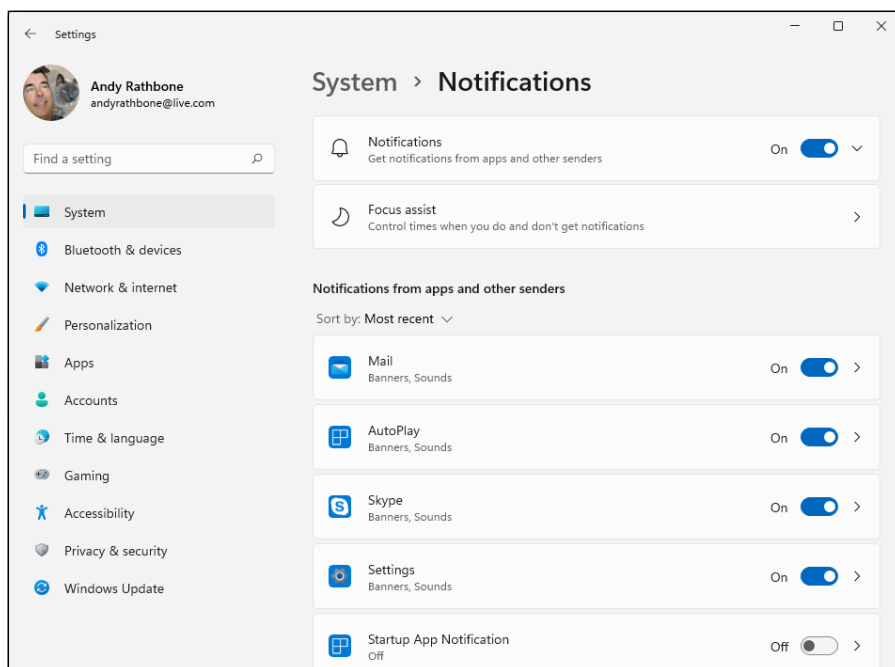 Settings
Andy Rathbone
andyrathbone@live.com
Find a setting
System
Bluetooth & devices
Network & internet
Personalization
Apps
Accounts
Time & language
Gaming
Accessibility
Privacy & security
Windows Update
System > Notifications
Notifications
Get notifications from apps and other senders
On
Focus assist
Control times when you do and don't get notifications
Notifications from apps and other senders
Sort by: Most recent
Mail
Banners, Sounds
On
AutoPlay
Banners, Sounds
On
Skype
Banners, Sounds
On
Settings
Banners, Sounds
On
Startup App Notification
Off
Off